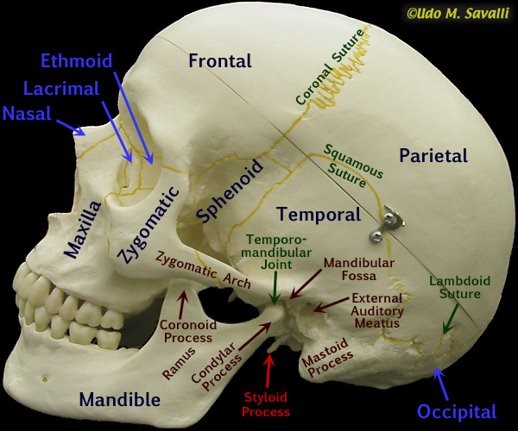 ©Udo M. Savalli
Ethmoid
Lacrimal
Nasal
Frontal
Coronal Suture
Parietal
Squamous
Suture
Sphenoid
Zygomatic
Maxilla
Temporal
Temporo-
mandibular
Joint
Zygomatic Arch
Mandibular
Fossa
External
Auditory
Meatus
Lambdoid
Suture
Coronoid
Process
Ramus
Condylar
Process
Mastoid
Process
Mandible
Styloid
Process
Occipital